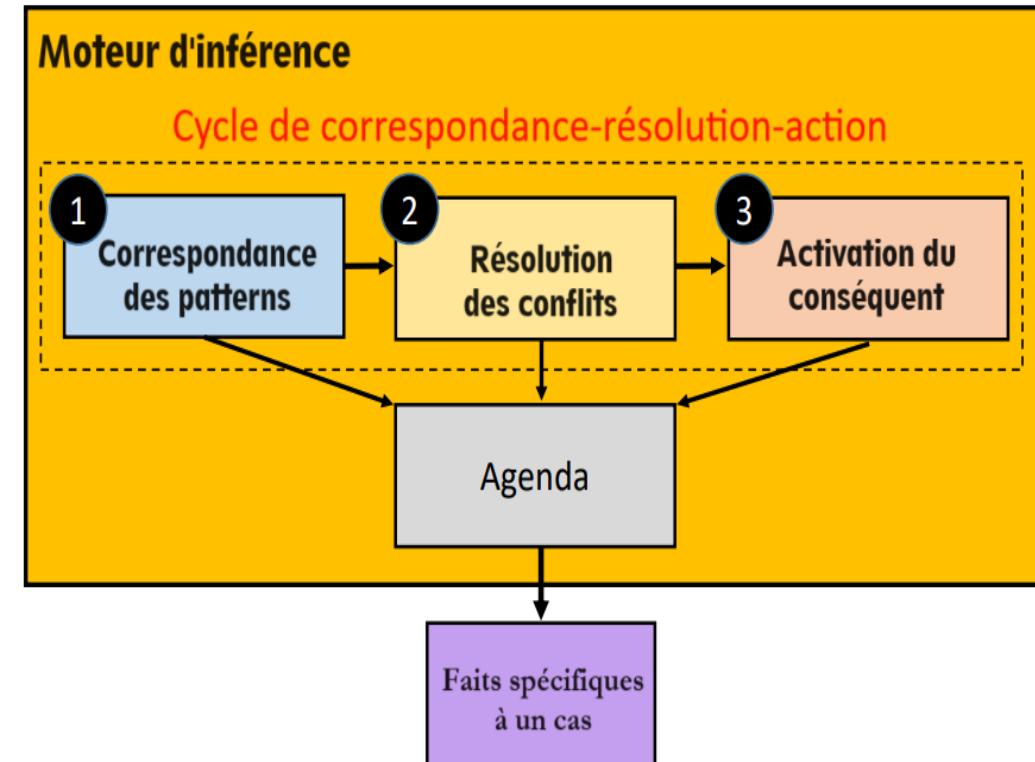 Moteur d'inférence
Cycle de correspondance-résolution-action
1
Correspondance
des patterns
2
Résolution
des conflits
3
Activation du
conséquent
Agenda
Faits spécifiques
à un cas